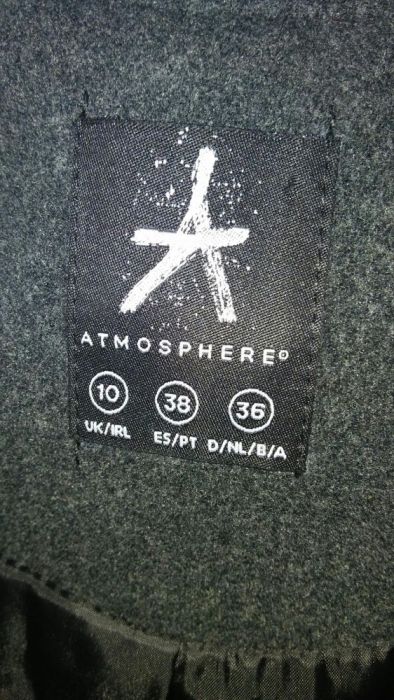 A
ATMOSPHERE®
10 38 36
UK/IRL ES/PT D/NL/B/A